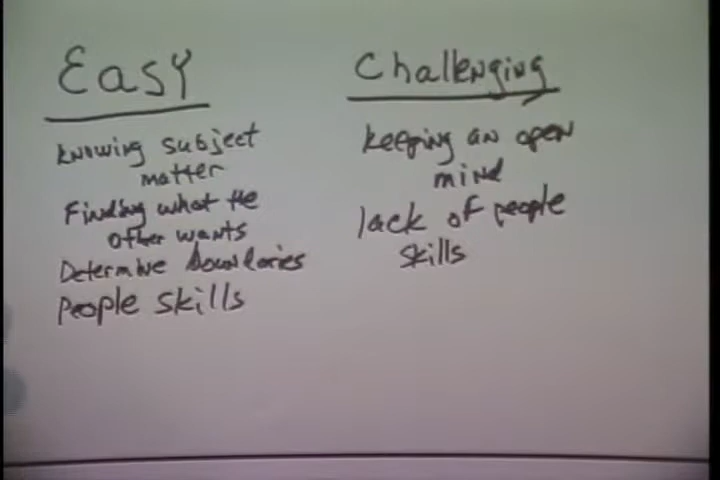 Easy
knowing subject
matter
Finding what the
other wants
Determine boundaries
People skills
Challenging
keeping an open
mind
lack of people
skills